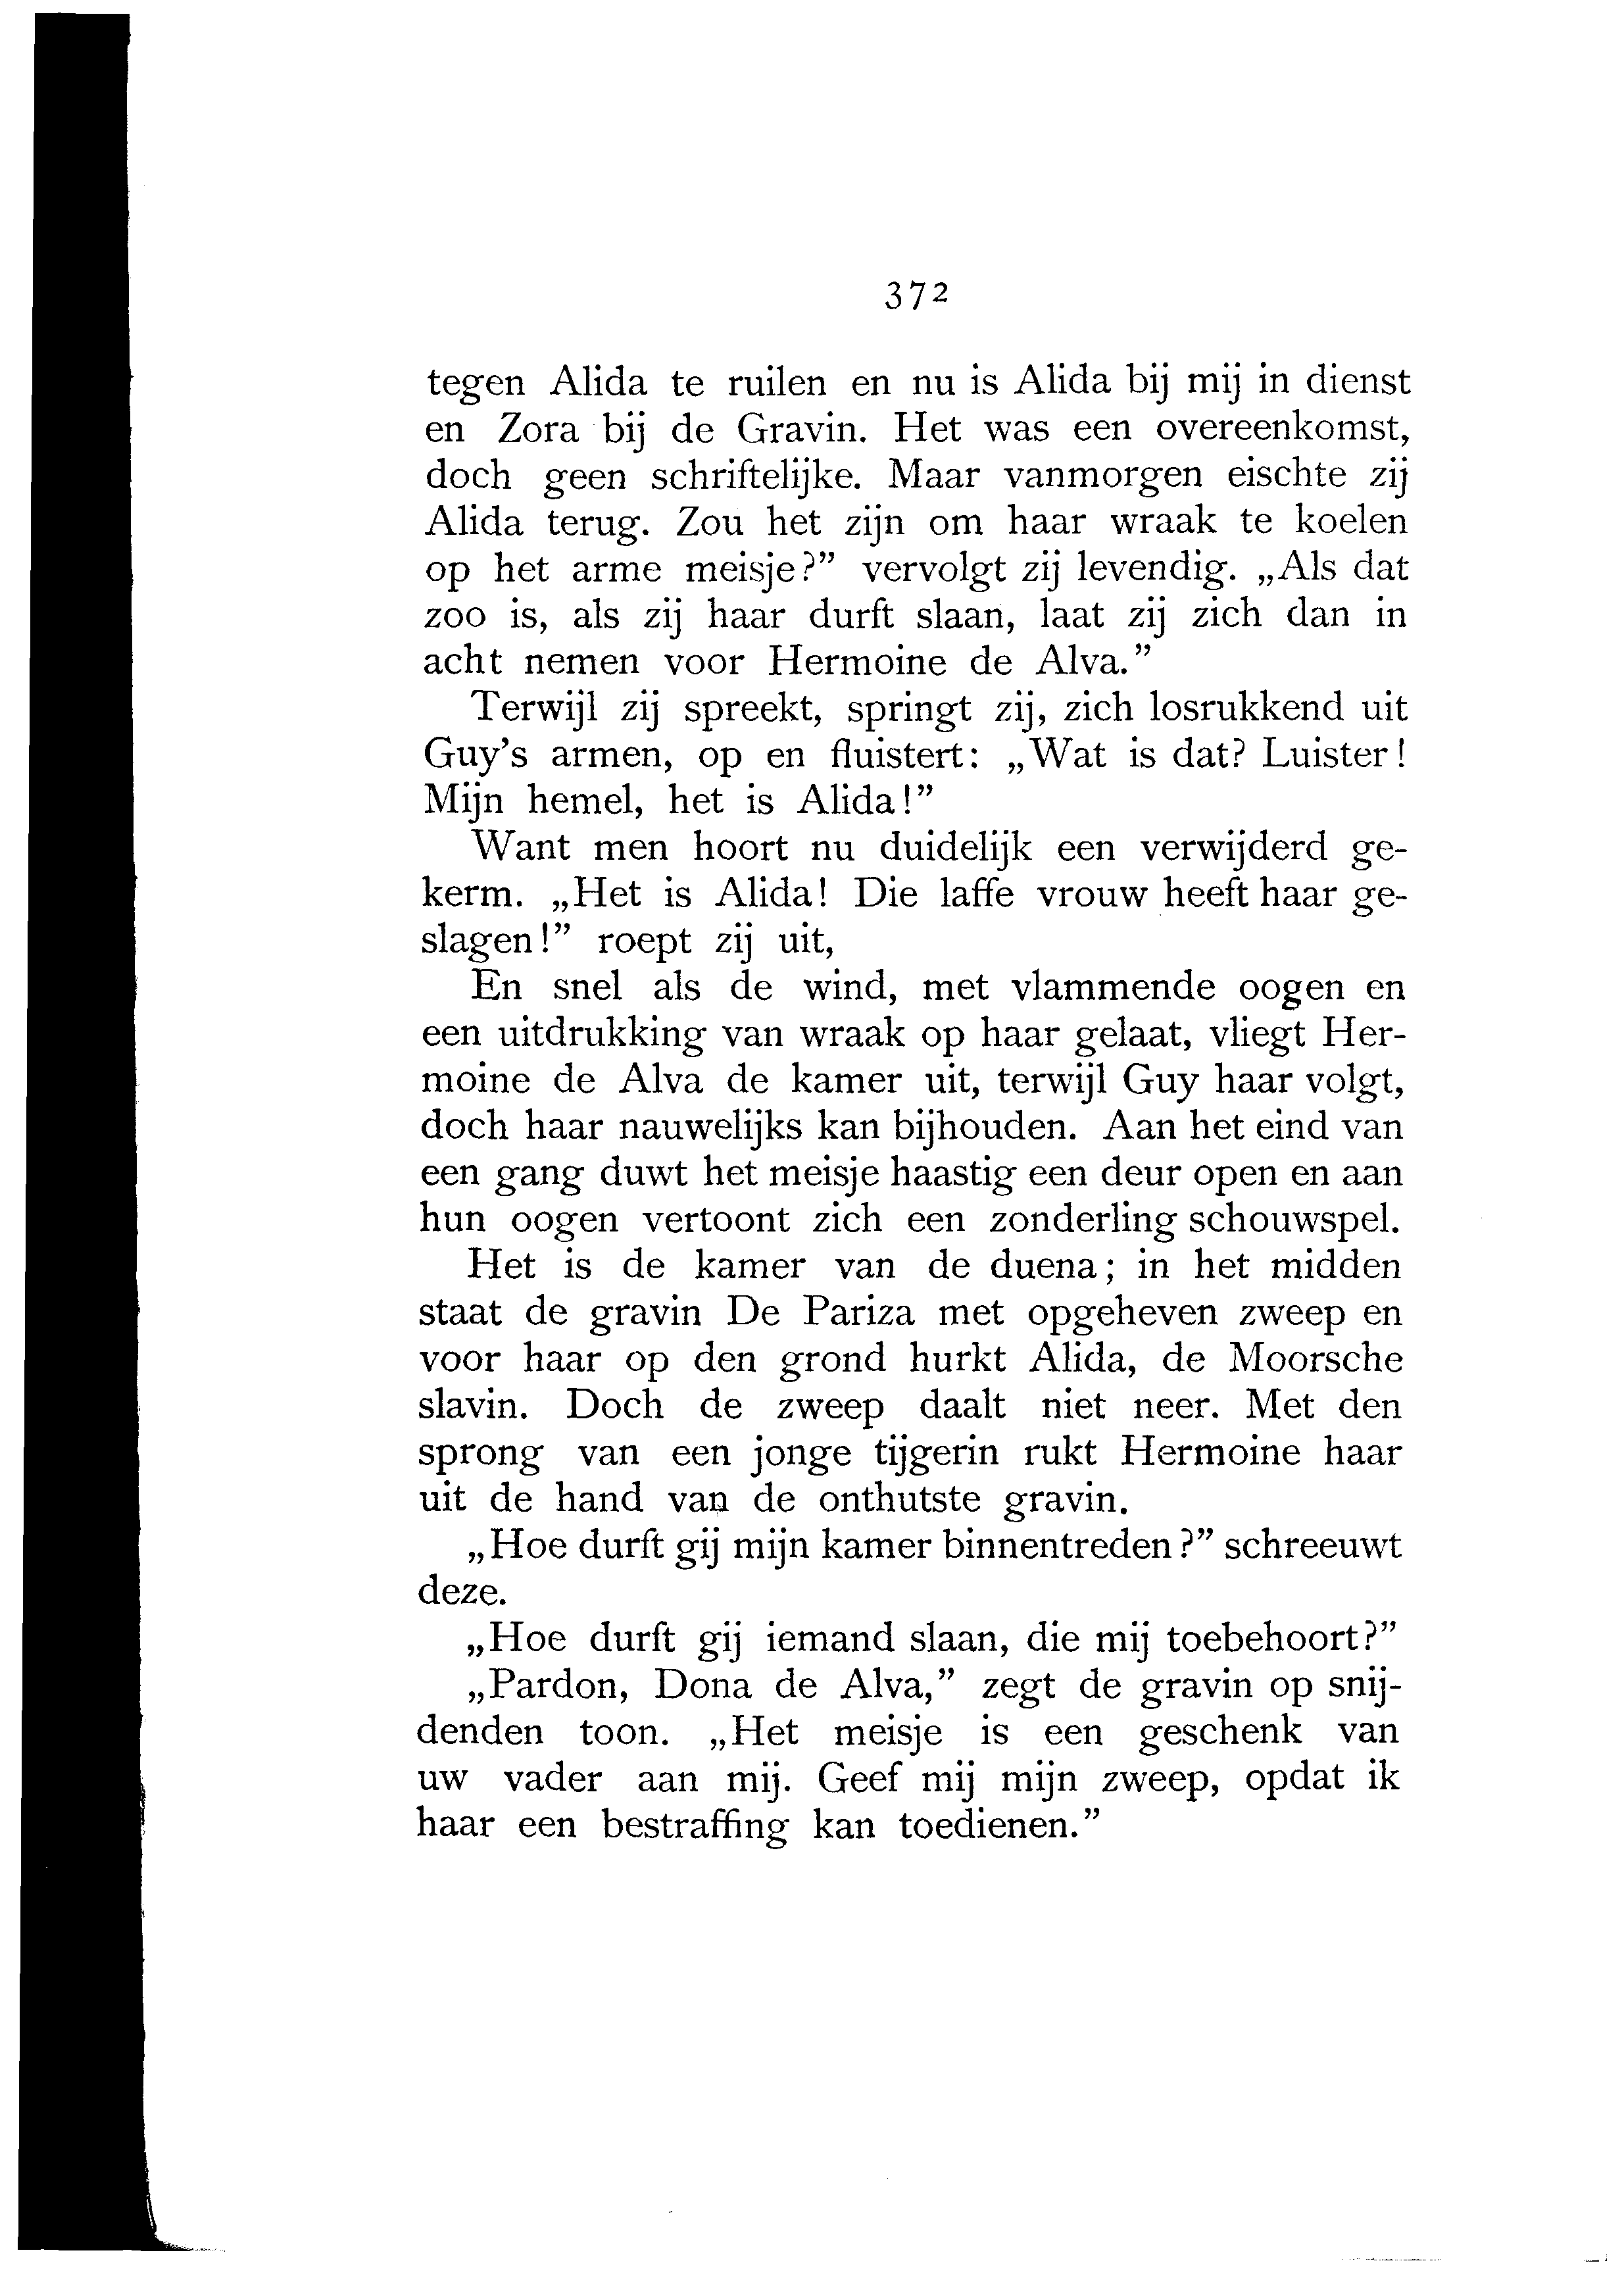 372
tegen Alida te ruilen en nu is Alida bij mij in dienst
en Zora bij de Gravin. Het was een overeenkomst,
doch geen schriftelijke. Maar vanmorgen eischte zij
Alida terug. Zou het zijn om haar wraak te koelen
op het arme meisje?” vervolgt zij levendig. „Als dat
zoo is, als zij haar durft slaan, laat zij zich dan in
acht nemen voor Hermoine de Alva.”
Terwijl zij spreekt, springt zij, zich losrukkend uit
Guy’s armen, op en fluistert: „Wat is dat? Luister!
Mijn hemel, het is Alida!”
Want men hoort nu duidelijk een verwijderd ge-
kerm. „Het is Alida! Die laffe vrouw heeft haar ge-
slagen!” roept zij uit,
En snel als de wind, met vlammende oogen en
een uitdrukking van wraak op haar gelaat, vliegt Her-
moine de Alva de kamer uit, terwijl Guy haar volgt,
doch haar nauwelijks kan bijhouden. Aan het eind van
een gang duwt het meisje haastig een deur open en aan
hun oogen vertoont zich een zonderling schouwspel.
Het is de kamer van de duena; in het midden
staat de gravin De Pariza met opgeheven zweep en
voor haar op den grond hurkt Alida, de Moorsche
slavin. Doch de zweep daalt niet neer. Met den
sprong van een jonge tijgerin rukt Hermoine haar
uit de hand van de onthutste gravin.
„Hoe durft gij mijn kamer binnentreden?” schreeuwt
deze.
„Hoe durft gij iemand slaan, die mij toebehoort?”
„Pardon, Dona de Alva,” zegt de gravin op snij-
denden toon. „Het meisje is een geschenk van
uw vader aan mij. Geef mij mijn zweep, opdat ik
haar een bestraffing kan toedienen.”